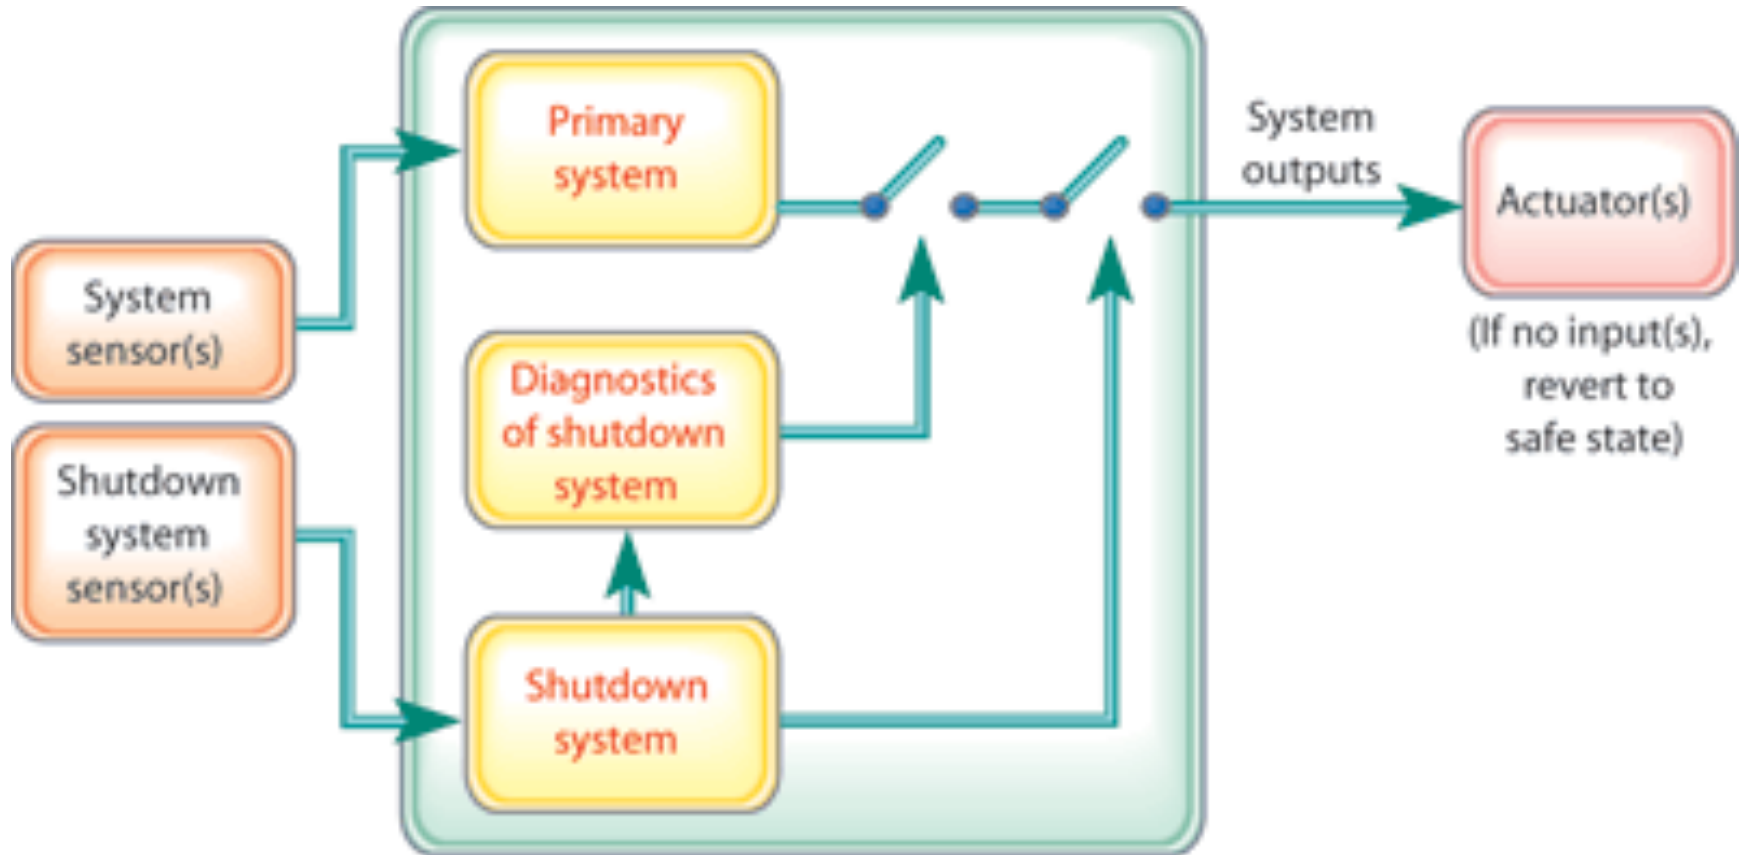 Primary
system
System
outputs
Actuator(s)
(If no input(s),
revert to
safe state)
System
sensor(s)
Diagnostics
of shutdown
system
Shutdown
system
sensor(s)
Shutdown
system